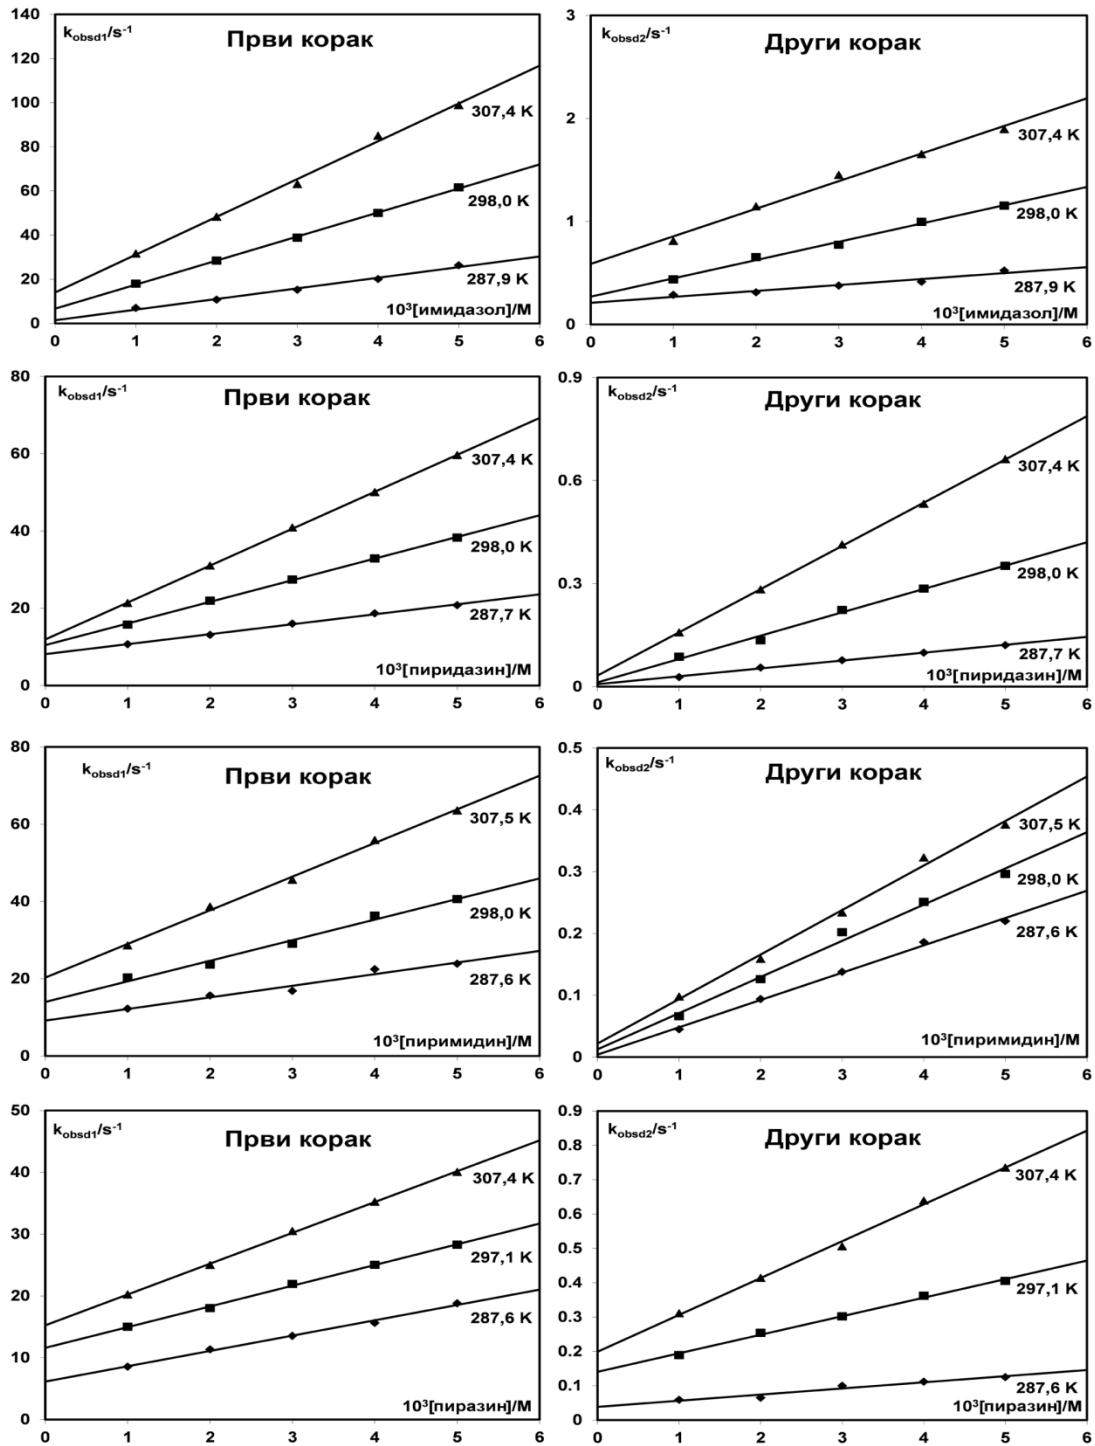 k_obsd1/s⁻¹
Први корак
140
120
100
80
60
40
20
0
307,4 K
298,0 K
287,9 K
10³[имидазол]/M
0 1 2 3 4 5 6
k_obsd2/s⁻¹
Други корак
3
2
1
0
307,4 K
298,0 K
287,9 K
10³[имидазол]/M
0 1 2 3 4 5 6
k_obsd1/s⁻¹
Први корак
80
60
40
20
0
307,4 K
298,0 K
287,7 K
10³[пиридазин]/M
0 1 2 3 4 5 6
k_obsd2/s⁻¹
Други корак
0.9
0.6
0.3
0
307,4 K
298,0 K
287,7 K
10³[пиридазин]/M
0 1 2 3 4 5 6
k_obsd1/s⁻¹
Први корак
80
60
40
20
0
307,5 K
298,0 K
287,6 K
10³[пиримидин]/M
0 1 2 3 4 5 6
k_obsd2/s⁻¹
Други корак
0.5
0.4
0.3
0.2
0.1
0
307,5 K
298,0 K
287,6 K
10³[пиримидин]/M
0 1 2 3 4 5 6
k_obsd1/s⁻¹
Први корак
50
40
30
20
10
0
307,4 K
297,1 K
287,6 K
10³[пиразин]/M
0 1 2 3 4 5 6
k_obsd2/s⁻¹
Други корак
0.9
0.8
0.7
0.6
0.5
0.4
0.3
0.2
0.1
0
307,4 K
297,1 K
287,6 K
10³[пиразин]/M
0 1 2 3 4 5 6